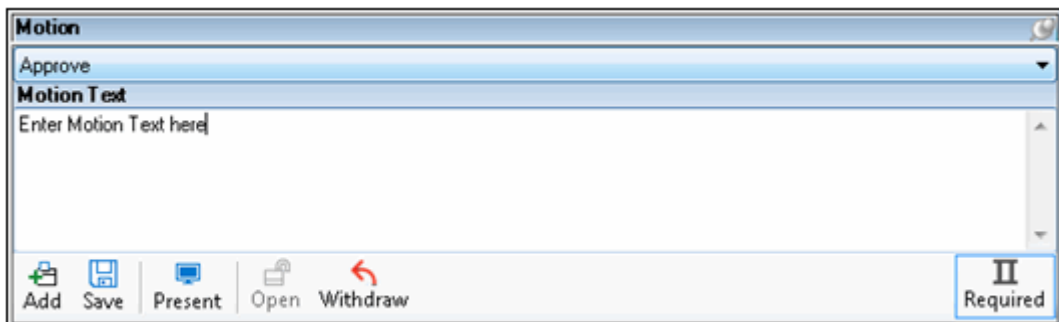 Motion
Approve
Motion Text
Enter Motion Text here
Add Save Present Open Withdraw Required